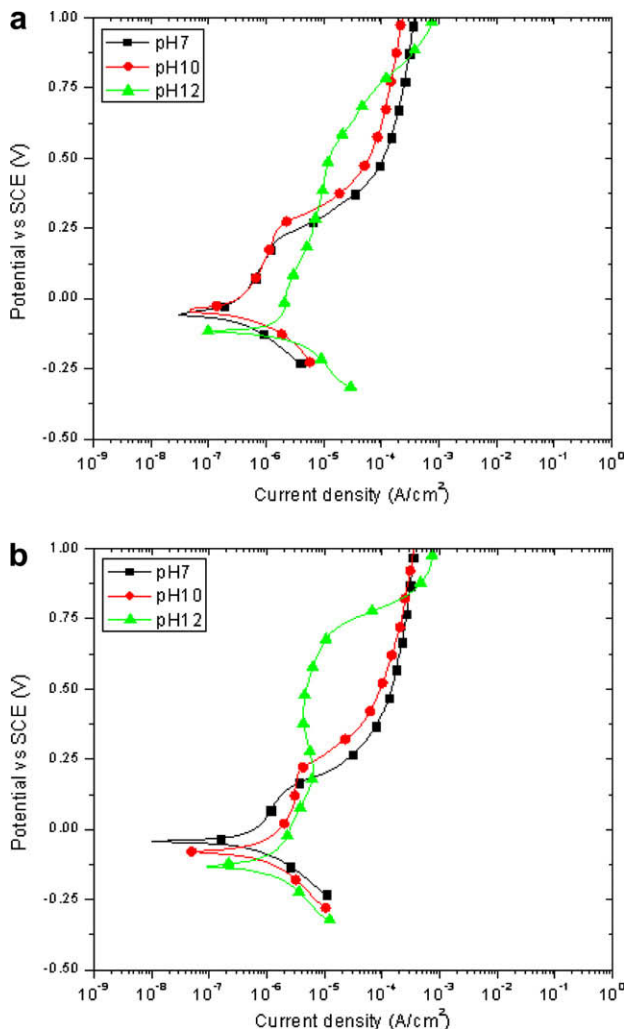 a
1.00
0.75
0.50
0.25
0.00
-0.25
-0.50
Potential vs SCE (V)
pH7
pH10
pH12
10⁻⁹ 10⁻⁸ 10⁻⁷ 10⁻⁶ 10⁻⁵ 10⁻⁴ 10⁻³ 10⁻² 10⁻¹ 10⁰
Current density (A/cm²)
b
1.00
0.75
0.50
0.25
0.00
-0.25
-0.50
Potential vs SCE (V)
pH7
pH10
pH12
10⁻⁹ 10⁻⁸ 10⁻⁷ 10⁻⁶ 10⁻⁵ 10⁻⁴ 10⁻³ 10⁻² 10⁻¹ 10⁰
Current density (A/cm²)